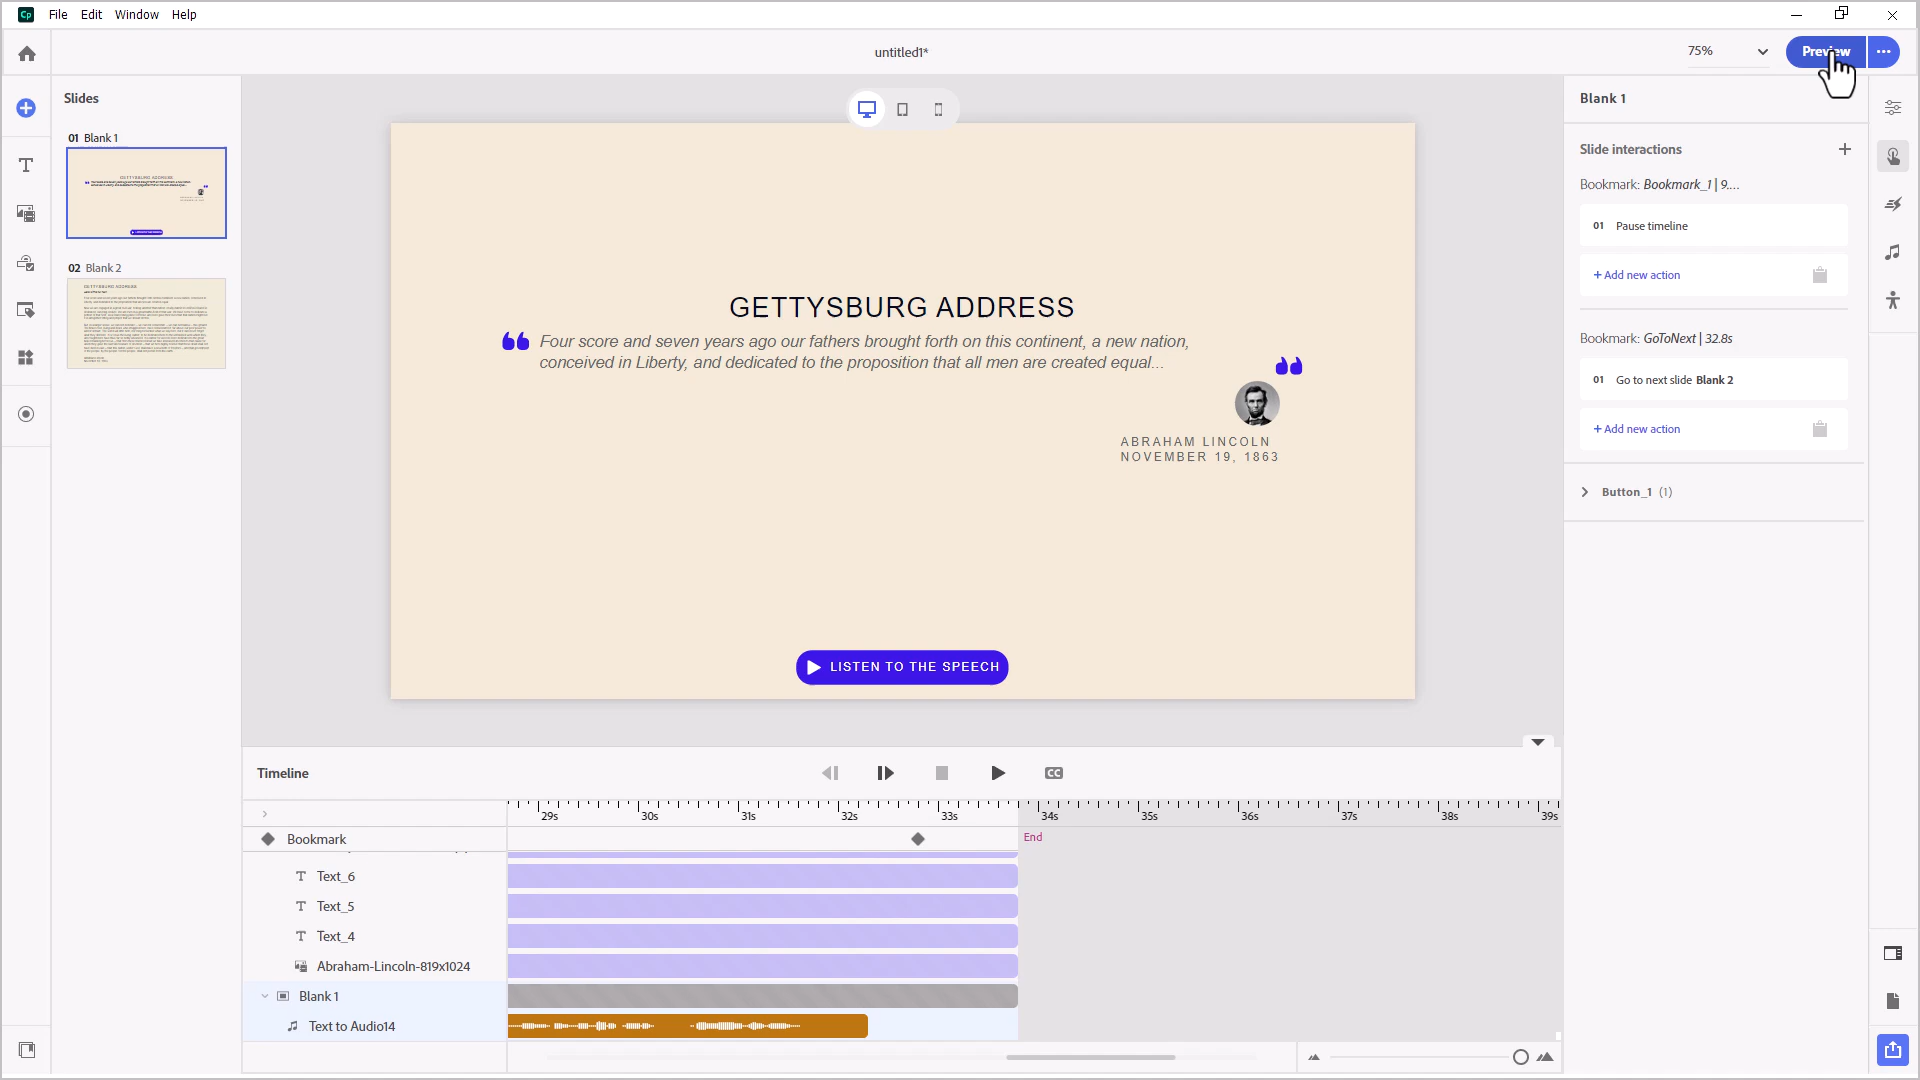 Cp File Edit Window Help
untitled1*
75%
Preview
Slides
01 Blank 1
02 Blank 2
GETTYSBURG ADDRESS
GETTYSBURG ADDRESS
Four score and seven years ago our fathers brought forth on this continent, a new nation,
conceived in Liberty, and dedicated to the proposition that all men are created equal...
ABRAHAM LINCOLN
NOVEMBER 19, 1863
LISTEN TO THE SPEECH
Blank 1
Slide interactions
Bookmark: Bookmark_1 | 9....
01 Pause timeline
+ Add new action
Bookmark: GoToNext | 32.8s
01 Go to next slide Blank 2
+ Add new action
Button_1 (1)
Timeline
CC
29s 30s 31s 32s 33s 34s 35s 36s 37s 38s 39s
Bookmark
End
Text_6
Text_5
Text_4
Abraham-Lincoln-819x1024
Blank 1
Text to Audio14